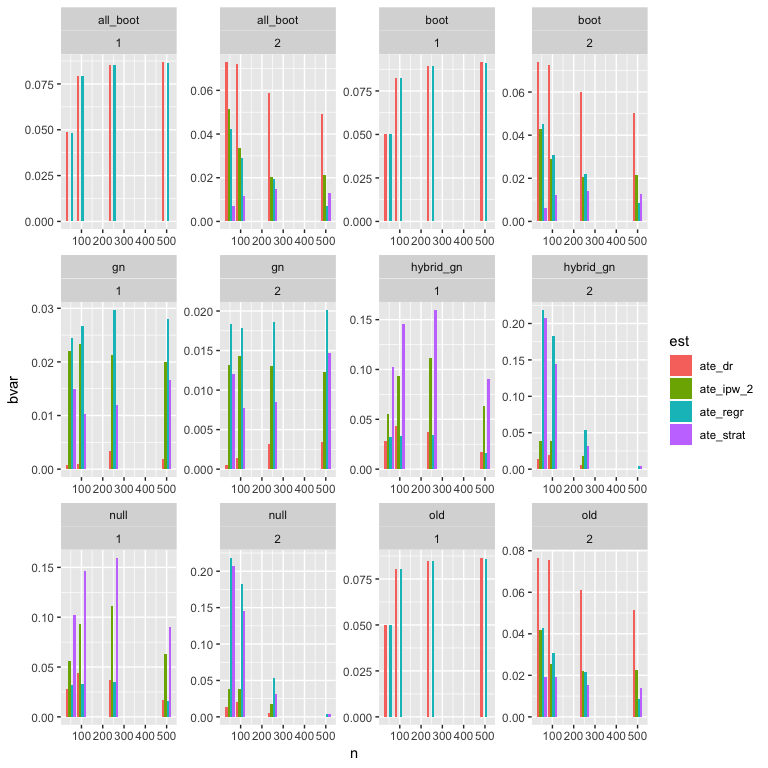 all_boot all_boot boot boot
1 2 1 2
0.075 0.050 0.025 0.000
0.06 0.04 0.02 0.00
0.075 0.050 0.025 0.000
0.06 0.04 0.02 0.00
100 200 300 400 500 100 200 300 400 500 100 200 300 400 500 100 200 300 400 500
gn gn hybrid_gn hybrid_gn
1 2 1 2
0.03 0.02 0.01 0.00
0.020 0.015 0.010 0.005 0.000
0.15 0.10 0.05 0.00
0.20 0.15 0.10 0.05 0.00
100 200 300 400 500 100 200 300 400 500 100 200 300 400 500 100 200 300 400 500
null null old old
1 2 1 2
0.15 0.10 0.05 0.00
0.20 0.15 0.10 0.05 0.00
0.075 0.050 0.025 0.000
0.08 0.06 0.04 0.02 0.00
100 200 300 400 500 100 200 300 400 500 100 200 300 400 500 100 200 300 400 500
bvar
n
est
ate_dr
ate_ipw_2
ate_regr
ate_strat